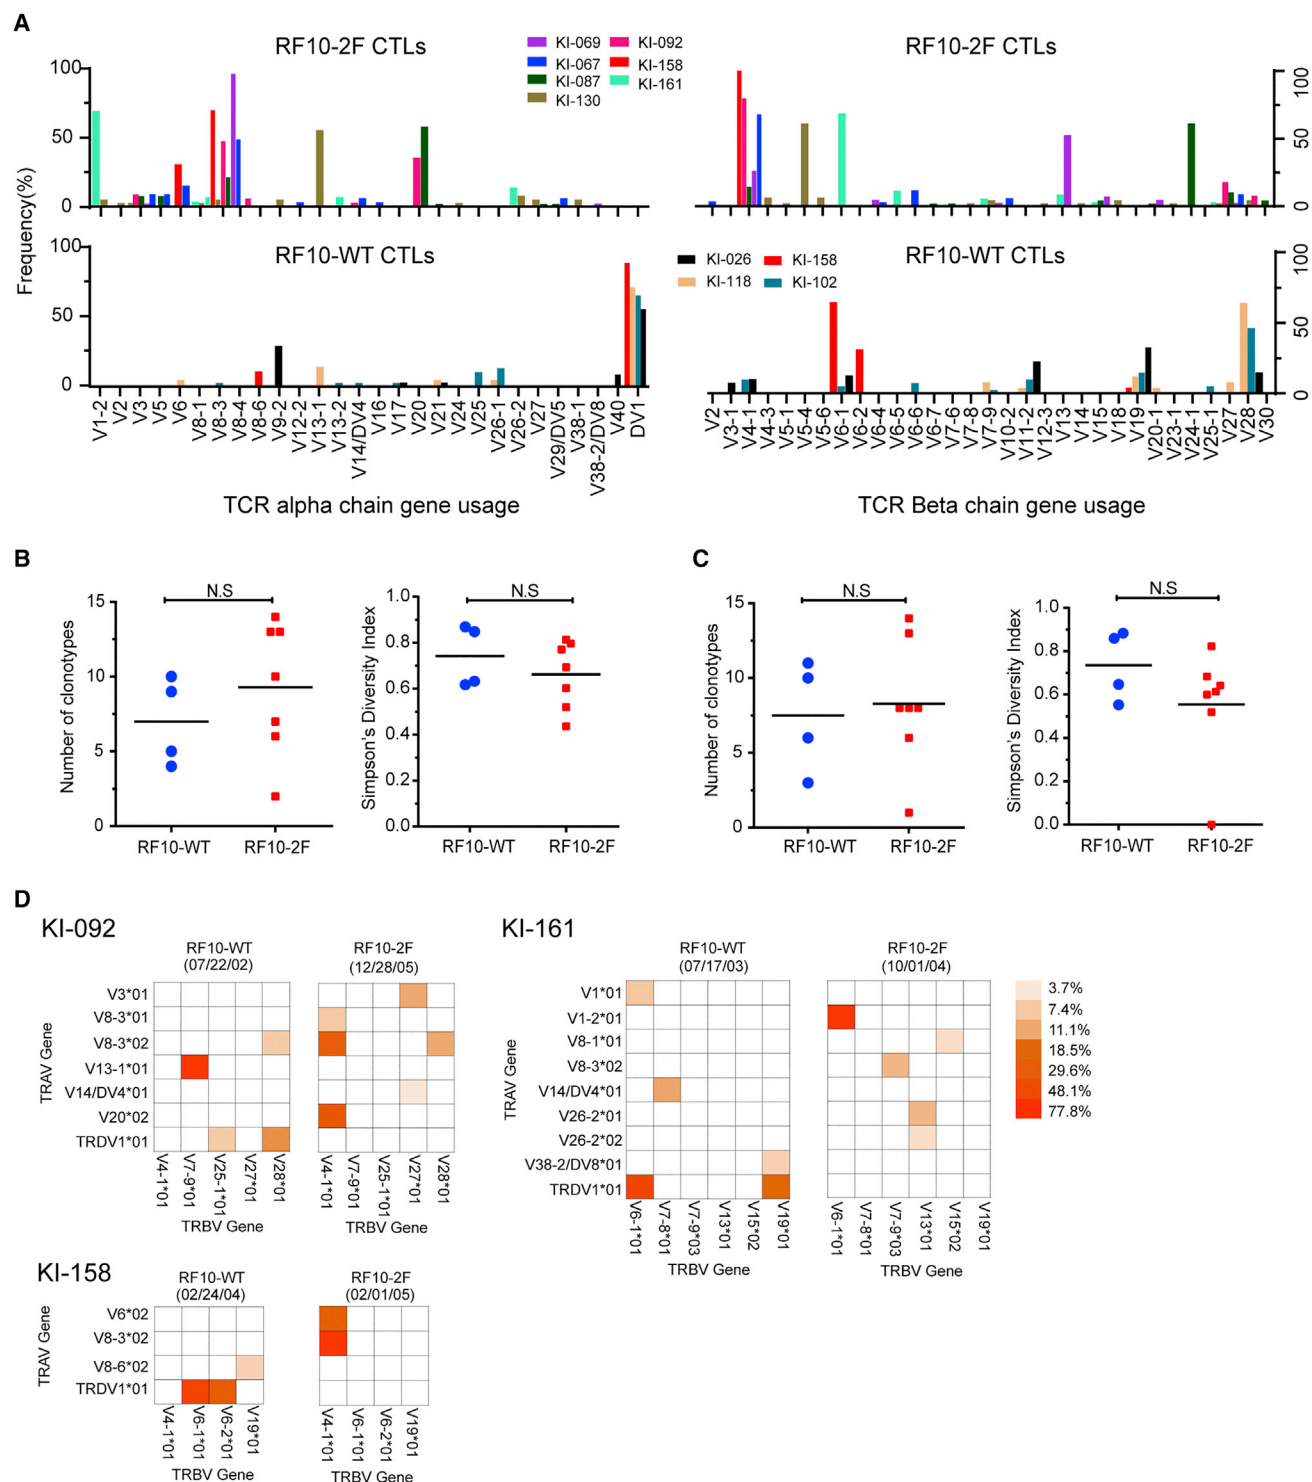 A
RF10-2F CTLs
KI-069
KI-092
KI-067
KI-158
KI-087
KI-161
KI-130
RF10-2F CTLs
100
50
0
100
50
0
Frequency(%)
RF10-WT CTLs
KI-026
KI-158
KI-118
KI-102
RF10-WT CTLs
100
50
0
100
50
0
V1-2
V2
V3
V5
V6
V8-1
V8-3
V8-4
V8-6
V9-2
V12-2
V13-1
V13-2
V14/DV4
V16
V17
V20
V21
V24
V25
V26-1
V26-2
V27
V29/DV5
V38-1
V38-2/DV8
V40
DV1
TCR alpha chain gene usage
V2
V3-1
V4-1
V4-3
V5-1
V5-4
V5-6
V6-1
V6-2
V6-4
V6-5
V6-6
V6-7
V7-6
V7-8
V7-9
V10-2
V11-2
V12-3
V13
V14
V15
V18
V19
V20-1
V23-1
V24-1
V25-1
V27
V28
V30
TCR Beta chain gene usage
B
N.S
Number of clonotypes
15
10
5
0
RF10-WT
RF10-2F
N.S
Simpson's Diversity Index
1.0
0.8
0.6
0.4
0.2
0.0
RF10-WT
RF10-2F
C
N.S
Number of clonotypes
15
10
5
0
RF10-WT
RF10-2F
N.S
Simpson's Diversity Index
1.0
0.8
0.6
0.4
0.2
0.0
RF10-WT
RF10-2F
D
KI-092
RF10-WT
(07/22/02)
RF10-2F
(12/28/05)
TRAV Gene
V3*01
V8-3*01
V8-3*02
V13-1*01
V14/DV4*01
V20*02
TRDV1*01
V4-1*01
V7-9*01
V25-1*01
V27*01
V28*01
TRBV Gene
V4-1*01
V7-9*01
V25-1*01
V27*01
V28*01
TRBV Gene
KI-161
RF10-WT
(07/17/03)
RF10-2F
(10/01/04)
TRAV Gene
V1*01
V1-2*01
V8-1*01
V8-3*02
V14/DV4*01
V26-2*01
V26-2*02
V38-2/DV8*01
TRDV1*01
V6-1*01
V7-8*01
V7-9*03
V13*01
V15*02
V19*01
TRBV Gene
V6-1*01
V7-8*01
V7-9*03
V13*01
V15*02
V19*01
TRBV Gene
3.7%
7.4%
11.1%
18.5%
29.6%
48.1%
77.8%
KI-158
RF10-WT
(02/24/04)
RF10-2F
(02/01/05)
TRAV Gene
V6*02
V8-3*02
V8-6*02
TRDV1*01
V4-1*01
V6-1*01
V6-2*01
V19*01
TRBV Gene
V4-1*01
V6-1*01
V6-2*01
V19*01
TRBV Gene